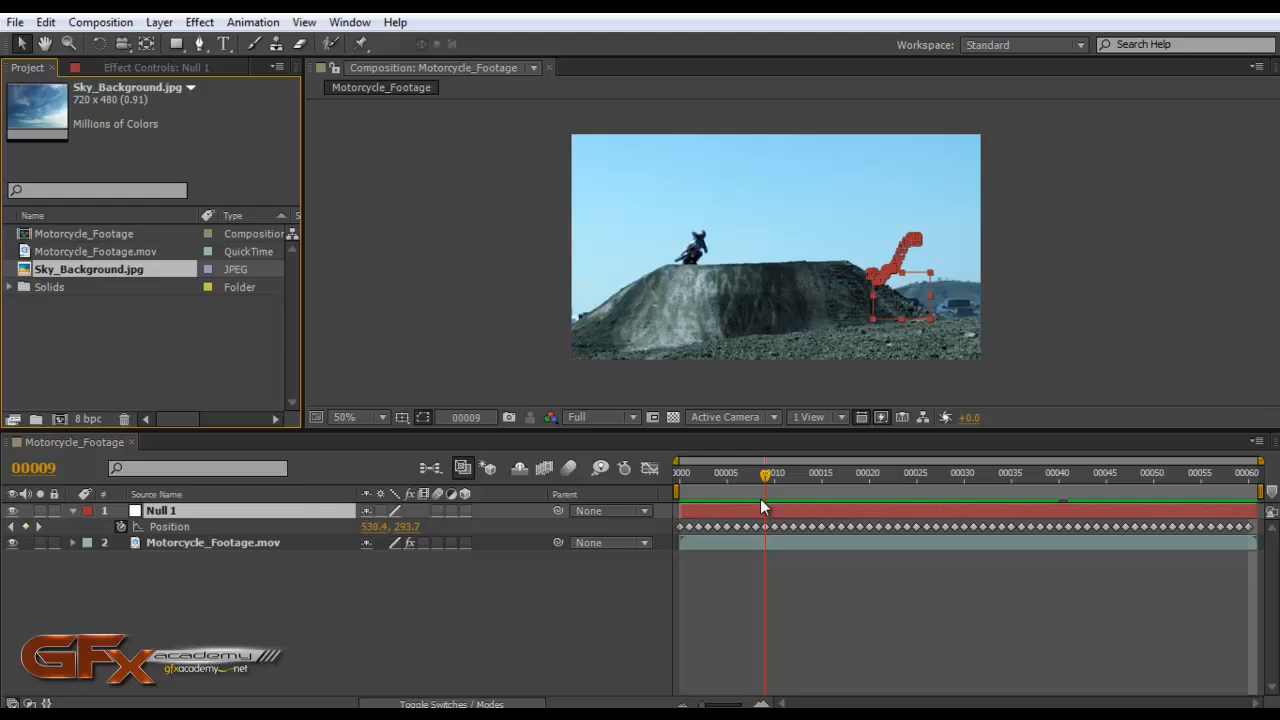 File Edit Composition Layer Effect Animation View Window Help
Workspace: Standard Search Help
Project Effect Controls: Null 1 Composition: Motorcycle_Footage
Sky_Background.jpg Motorcycle_Footage
720 x 480 (0.91)
Millions of Colors
Name Type S
Motorcycle_Footage Composition
Motorcycle_Footage.mov QuickTime
Sky_Background.jpg JPEG
Solids Folder
8 bpc 50% 00009 Full Active Camera 1 View +0.0
Motorcycle_Footage
00009 0000 00005 00010 00015 00020 00025 00030 00035 00040 00045 00050 00055 00060
# Source Name Parent
1 Null 1 None
Position 530.4, 293.7
2 Motorcycle_Footage.mov None
GFx academy
gfxacademy.net
Toggle Switches / Modes